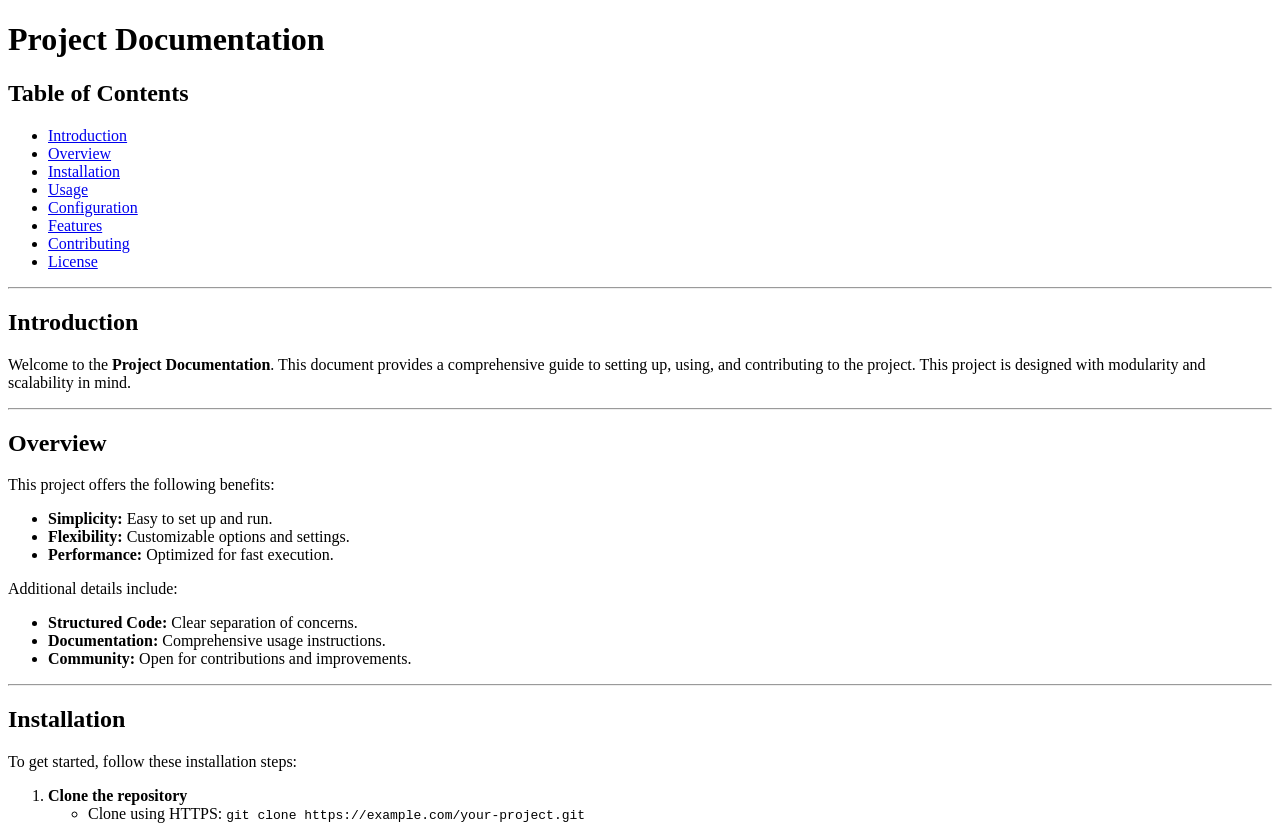 Project Documentation
Table of Contents
Introduction
Overview
Installation
Usage
Configuration
Features
Contributing
License
Introduction
Welcome to the Project Documentation. This document provides a comprehensive guide to setting up, using, and contributing to the project. This project is designed with modularity and
scalability in mind.
Overview
This project offers the following benefits:
Simplicity: Easy to set up and run.
Flexibility: Customizable options and settings.
Performance: Optimized for fast execution.
Additional details include:
Structured Code: Clear separation of concerns.
Documentation: Comprehensive usage instructions.
Community: Open for contributions and improvements.
Installation
To get started, follow these installation steps:
1. Clone the repository
Clone using HTTPS: git clone https://example.com/your-project.git